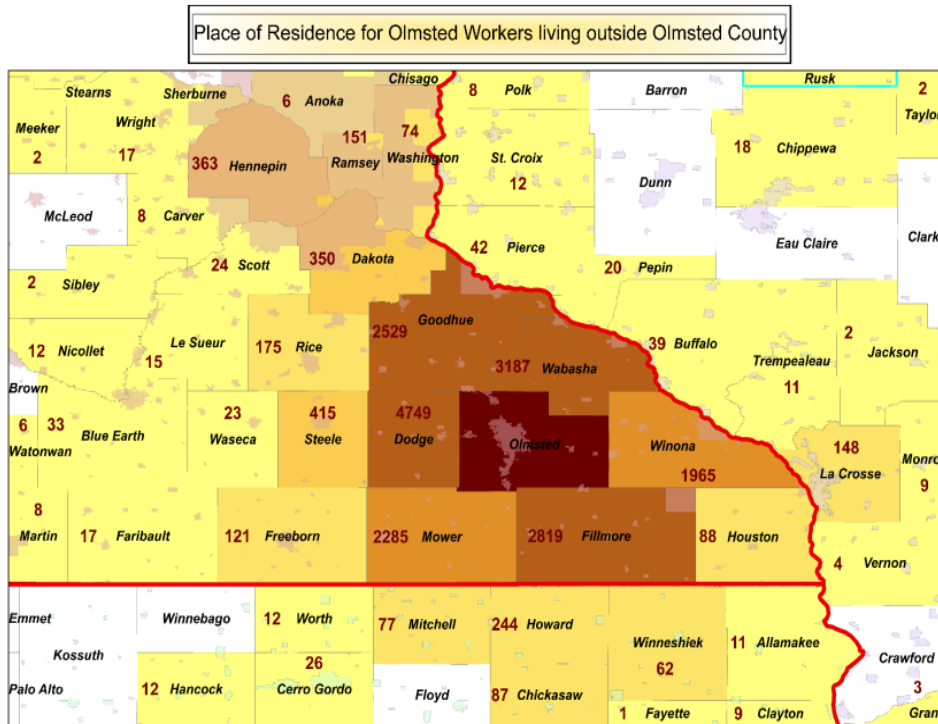 Place of Residence for Olmsted Workers living outside Olmsted County
Stearns Sherburne 6 Anoka Chisago 8 Polk Barron Rusk 2
Meeker Wright 151 74 St. Croix 18 Chippewa Taylor
2 17 363 Hennepin Ramsey Washington 12 Dunn
McLeod 8 Carver 42 Pierce Eau Claire Clark
24 Scott 350 Dakota 20 Pepin
2 Sibley Goodhue
2529
12 Nicollet Le Sueur 175 Rice 3187 Wabasha 39 Buffalo Trempealeau 2 Jackson
15 11
Brown
6 33 23 415 4749 148
Watonwan Blue Earth Waseca Steele Dodge Olmsted Winona La Crosse Monro
1965 9
8
Martin 17 Faribault 121 Freeborn 2285 Mower 2819 Fillmore 88 Houston 4 Vernon
Emmet Winnebago 12 Worth 77 Mitchell 244 Howard Winneshiek 11 Allamakee
Kossuth 26 62 Crawford
Palo Alto 12 Hancock Cerro Gordo Floyd 87 Chickasaw 3
1 Fayette 9 Clayton Gran